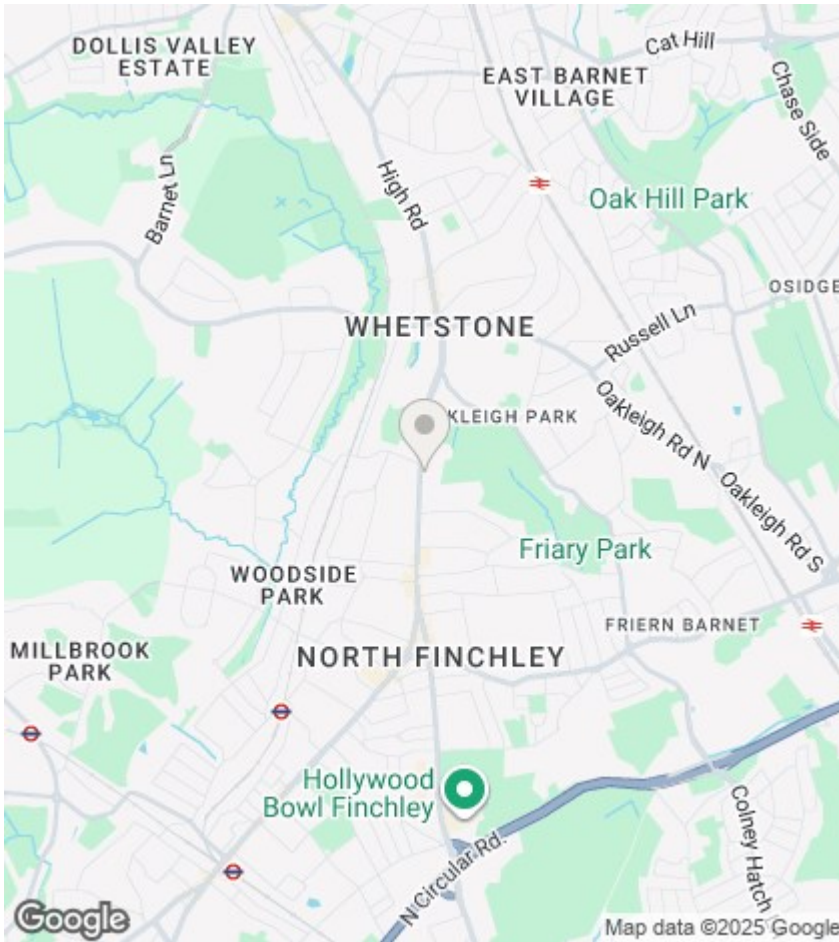 DOLLIS VALLEY
ESTATE
Cat Hill
EAST BARNET
VILLAGE
Chase Side
Barnet Ln
High Rd
Oak Hill Park
OSIDGE
WHETSTONE
Russell Ln
KLEIGH PARK
Oakleigh Rd N
Oakleigh Rd S
Friary Park
WOODSIDE
PARK
FRIERN BARNET
MILLBROOK
PARK
NORTH FINCHLEY
Hollywood
Bowl Finchley
Colney Hatch
N Circular Rd.
Google
Map data ©2025 Google